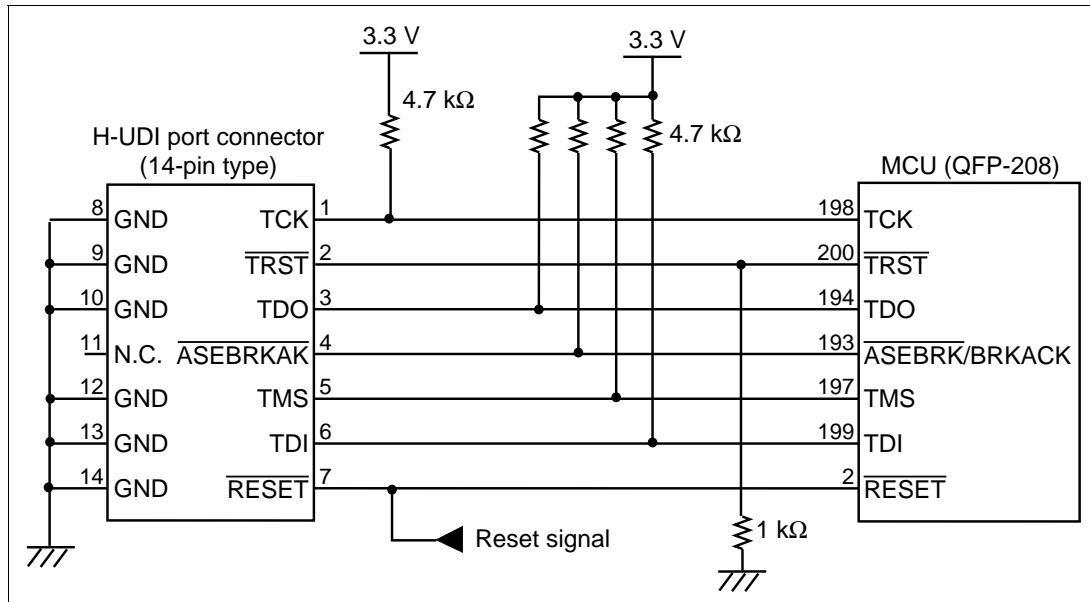 3.3 V
3.3 V
4.7 kΩ
4.7 kΩ
H-UDI port connector
(14-pin type)
MCU (QFP-208)
8 GND TCK 1 198 TCK
9 GND TRST 2 200 TRST
10 GND TDO 3 194 TDO
11 N.C. ASEBRKAK 4 193 ASEBRK/BRKACK
12 GND TMS 5 197 TMS
13 GND TDI 6 199 TDI
14 GND RESET 7 2 RESET
Reset signal
1 kΩ